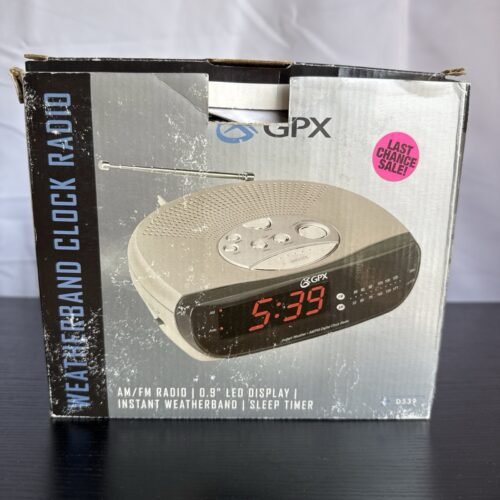 WEATHERBAND CLOCK RADIO
GPX
LAST
CHANCE
SALE!
GPX
5:39
AM/FM RADIO | 0.9" LED DISPLAY |
INSTANT WEATHERBAND | SLEEP TIMER
D539